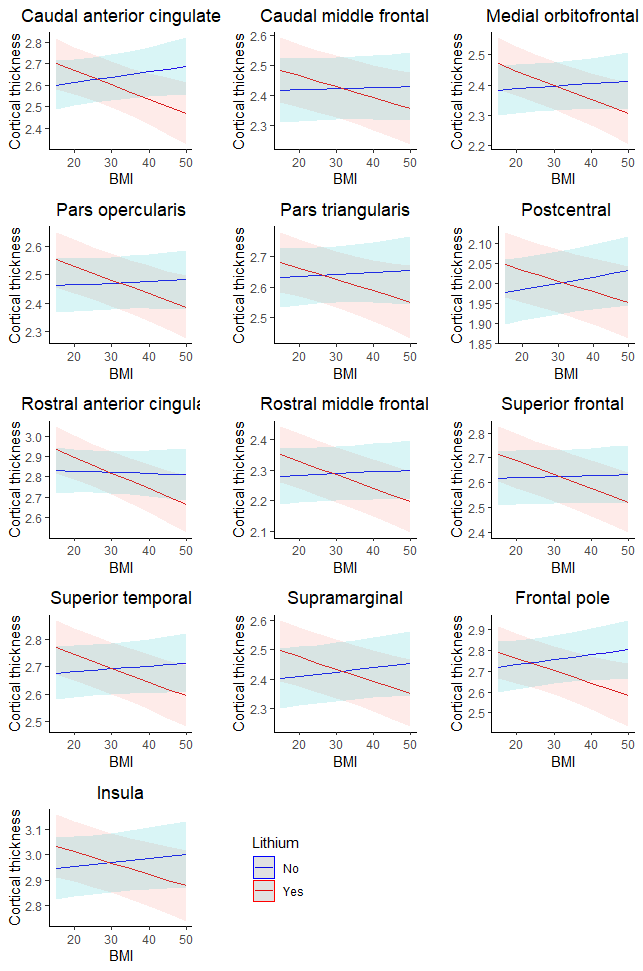 Caudal anterior cingulate
Cortical thickness
2.8
2.7
2.6
2.5
2.4
20 30 40 50
BMI
Caudal middle frontal
Cortical thickness
2.6
2.5
2.4
2.3
20 30 40 50
BMI
Medial orbitofrontal
Cortical thickness
2.5
2.4
2.3
2.2
20 30 40 50
BMI
Pars opercularis
Cortical thickness
2.6
2.5
2.4
2.3
20 30 40 50
BMI
Pars triangularis
Cortical thickness
2.7
2.6
2.5
20 30 40 50
BMI
Postcentral
Cortical thickness
2.10
2.05
2.00
1.95
1.90
1.85
20 30 40 50
BMI
Rostral anterior cingula
Cortical thickness
3.0
2.9
2.8
2.7
2.6
20 30 40 50
BMI
Rostral middle frontal
Cortical thickness
2.4
2.3
2.2
2.1
20 30 40 50
BMI
Superior frontal
Cortical thickness
2.8
2.7
2.6
2.5
2.4
20 30 40 50
BMI
Superior temporal
Cortical thickness
2.8
2.7
2.6
2.5
20 30 40 50
BMI
Supramarginal
Cortical thickness
2.6
2.5
2.4
2.3
20 30 40 50
BMI
Frontal pole
Cortical thickness
2.9
2.8
2.7
2.6
2.5
20 30 40 50
BMI
Insula
Cortical thickness
3.1
3.0
2.9
2.8
20 30 40 50
BMI
Lithium
No
Yes